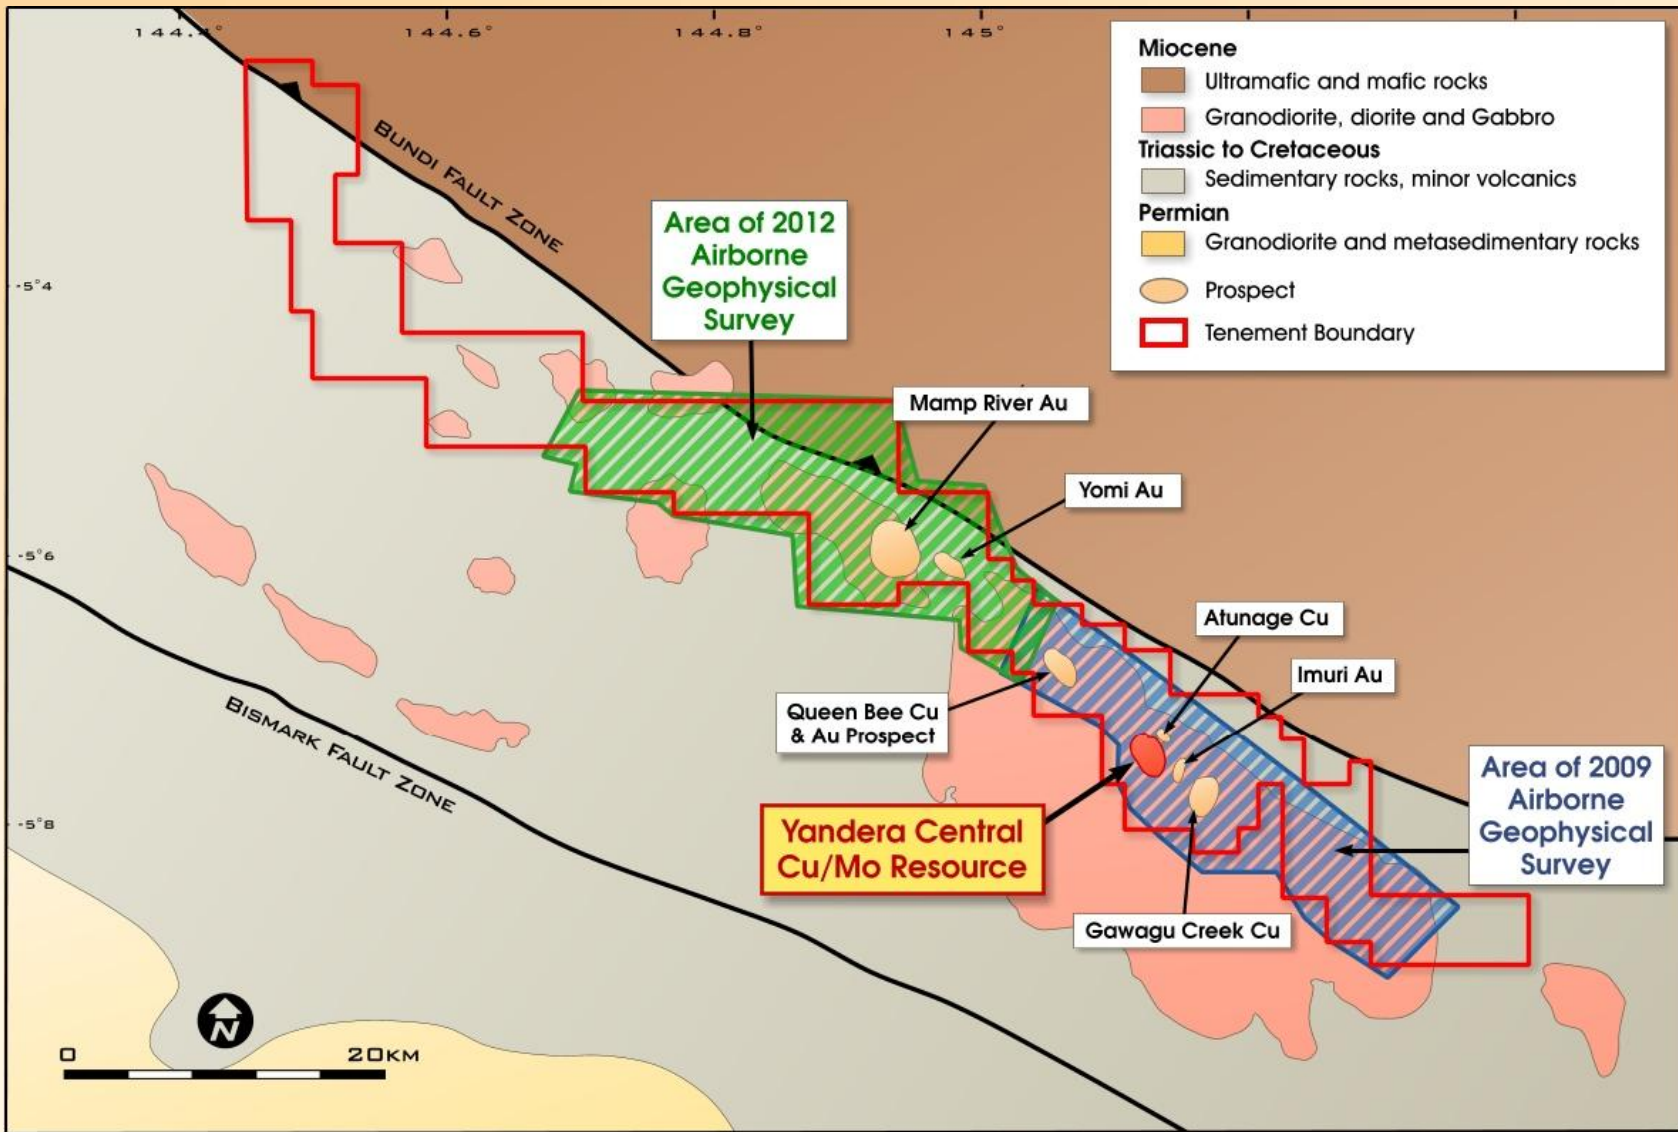 144.4°
144.6°
144.8°
145°
Miocene
Ultramafic and mafic rocks
Granodiorite, diorite and Gabbro
Triassic to Cretaceous
Sedimentary rocks, minor volcanics
Permian
Granodiorite and metasedimentary rocks
Prospect
Tenement Boundary
BUNDI FAULT ZONE
Area of 2012
Airborne
Geophysical
Survey
-5°4
Mamp River Au
Yomi Au
-5°6
Atunage Cu
Imuri Au
Queen Bee Cu
& Au Prospect
BISMARK FAULT ZONE
Area of 2009
Airborne
Geophysical
Survey
-5°8
Yandera Central
Cu/Mo Resource
Gawagu Creek Cu
N
0
20KM